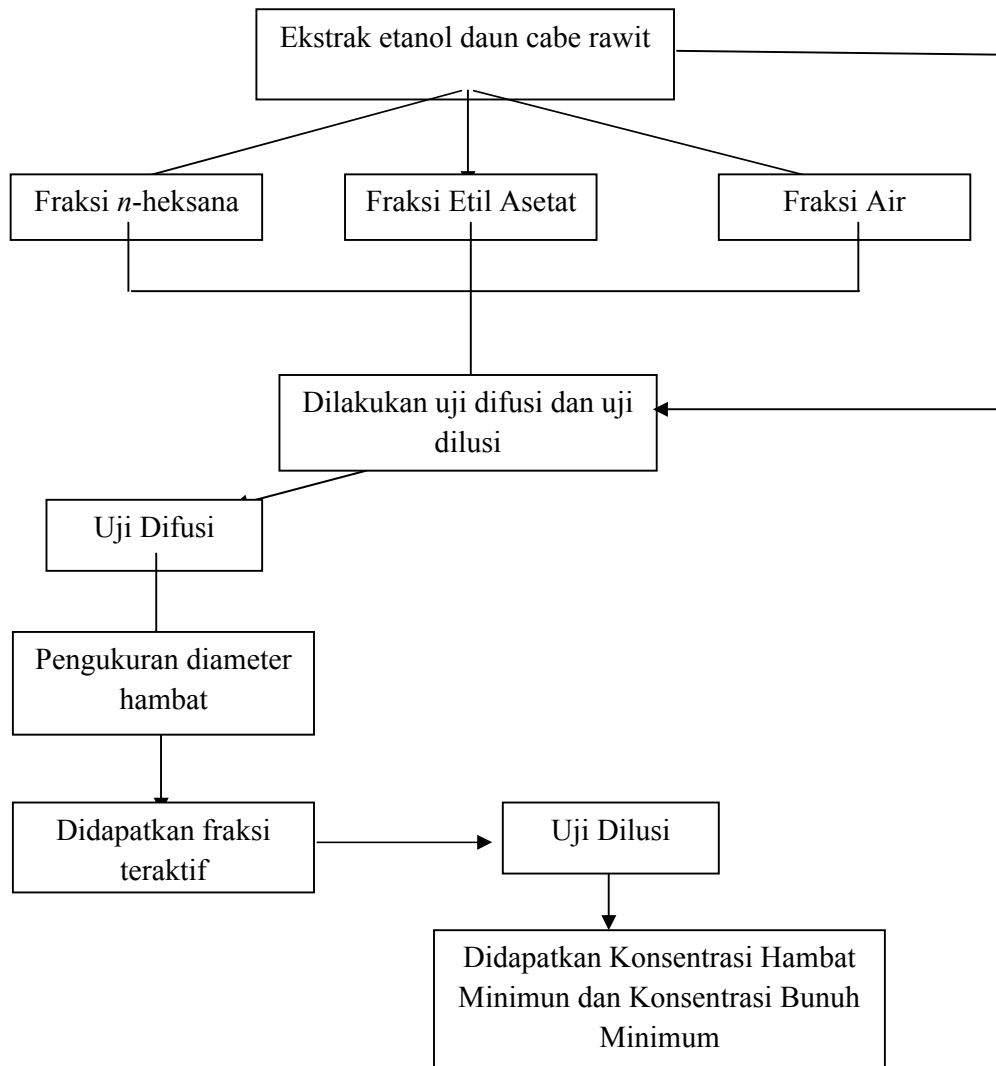 Ekstrak etanol daun cabe rawit
Fraksi n-heksana
Fraksi Etil Asetat
Fraksi Air
Dilakukan uji difusi dan uji
dilusi
Uji Difusi
Pengukuran diameter
hambat
Didapatkan fraksi
teraktif
Uji Dilusi
Didapatkan Konsentrasi Hambat
Minimun dan Konsentrasi Bunuh
Minimum